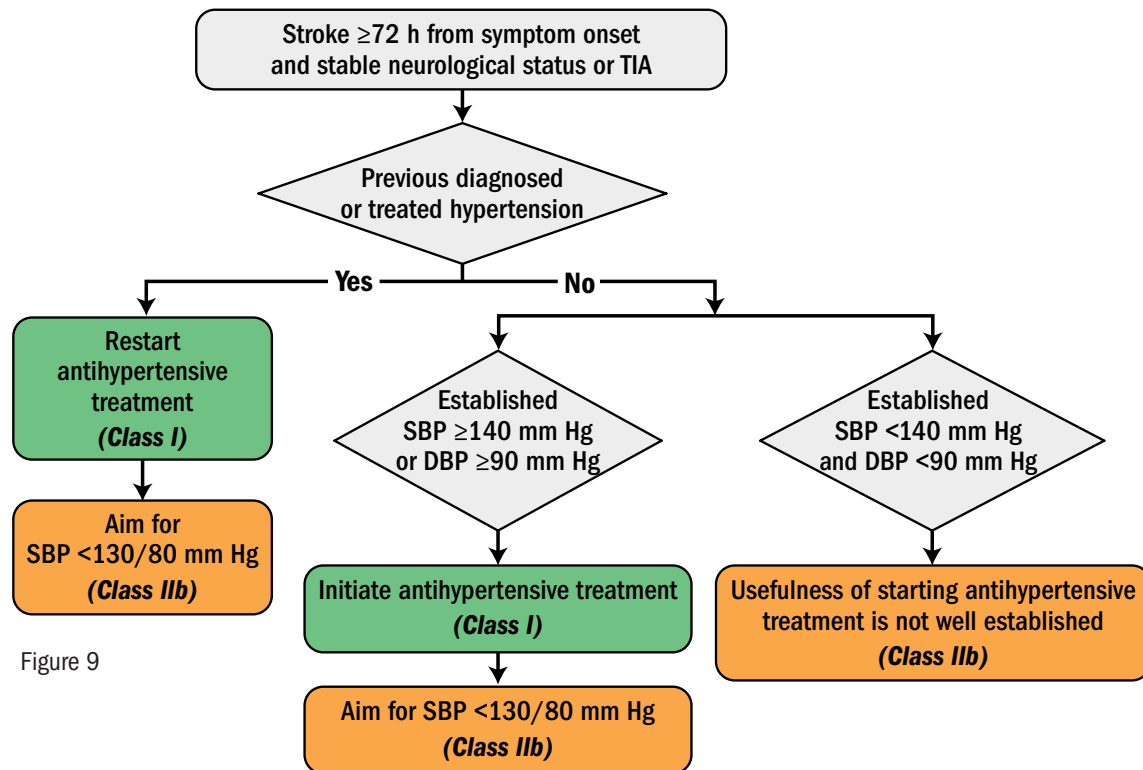 Stroke ≥72 h from symptom onset
and stable neurological status or TIA
Previous diagnosed
or treated hypertension
Yes
No
Restart
antihypertensive
treatment
(Class I)
Aim for
SBP <130/80 mm Hg
(Class IIb)
Established
SBP ≥140 mm Hg
or DBP ≥90 mm Hg
Initiate antihypertensive treatment
(Class I)
Aim for SBP <130/80 mm Hg
(Class IIb)
Established
SBP <140 mm Hg
and DBP <90 mm Hg
Usefulness of starting antihypertensive
treatment is not well established
(Class IIb)
Figure 9